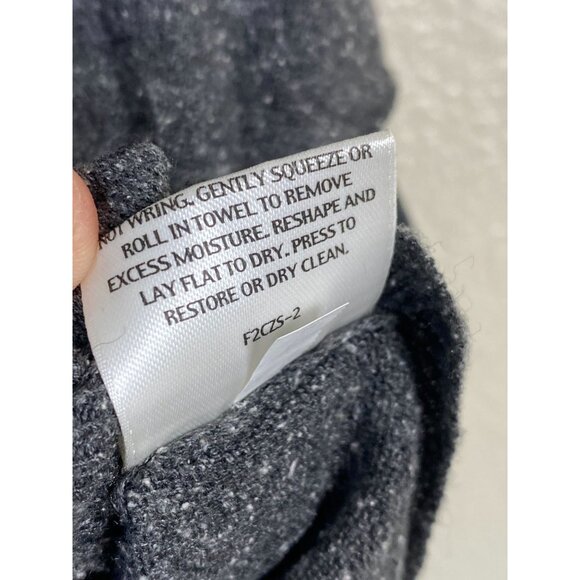 NOT WRING. GENTLY SQUEEZE OR
ROLL IN TOWEL TO REMOVE
EXCESS MOISTURE. RESHAPE AND
LAY FLAT TO DRY. PRESS TO
RESTORE OR DRY CLEAN.
F2CZS-2